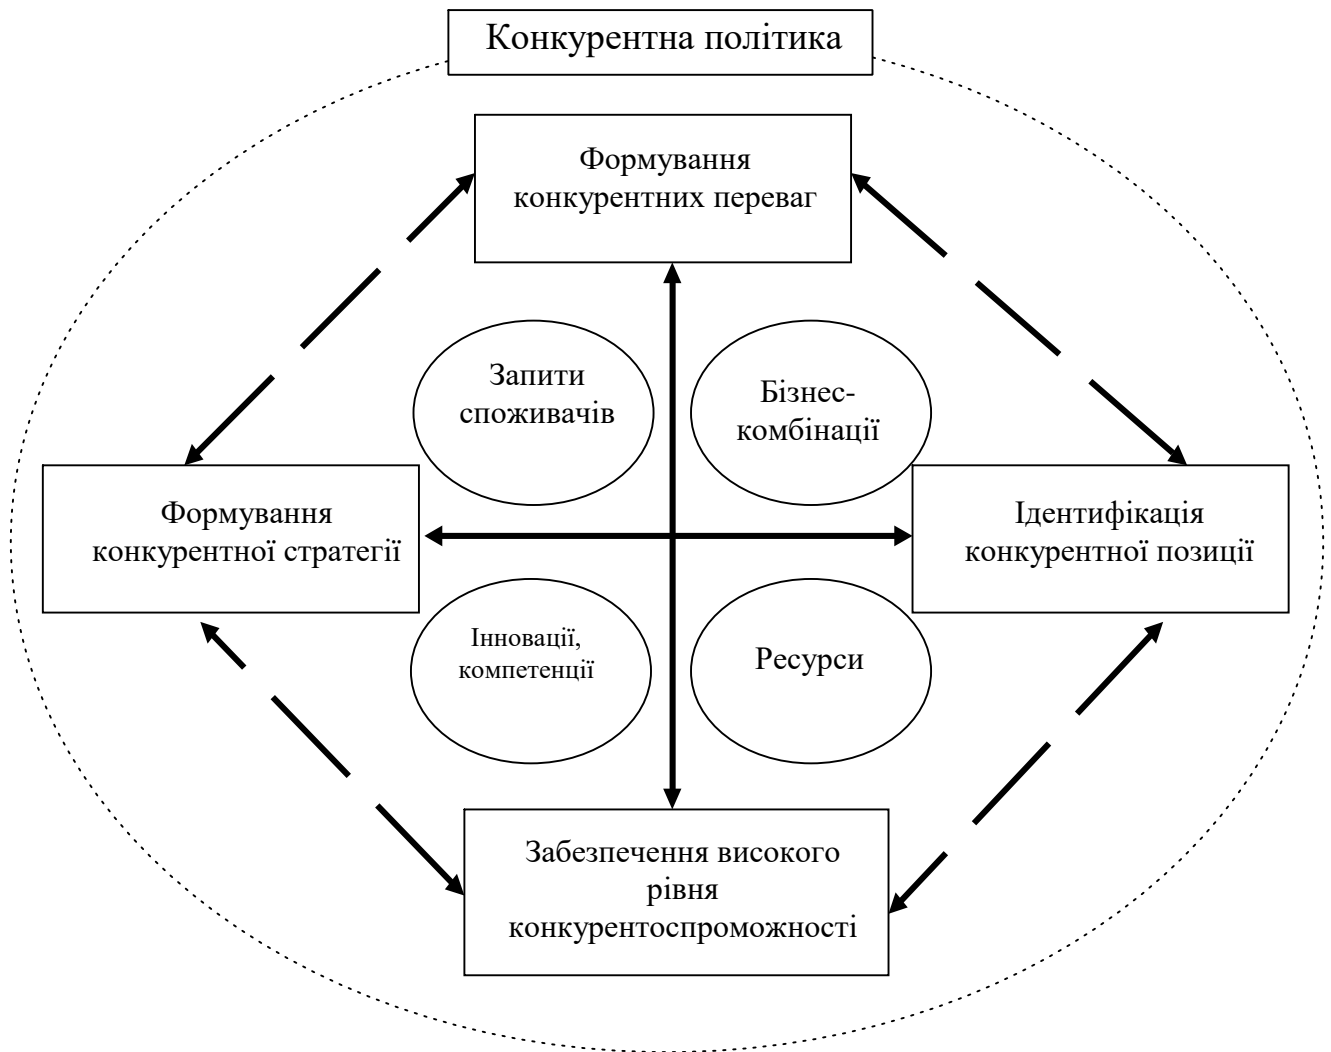 Конкурентна політика
Формування
конкурентних переваг
Запити
споживачів
Бізнес-
комбінації
Формування
конкурентної стратегії
Ідентифікація
конкурентної позиції
Інновації,
компетенції
Ресурси
Забезпечення високого
рівня
конкурентоспроможності